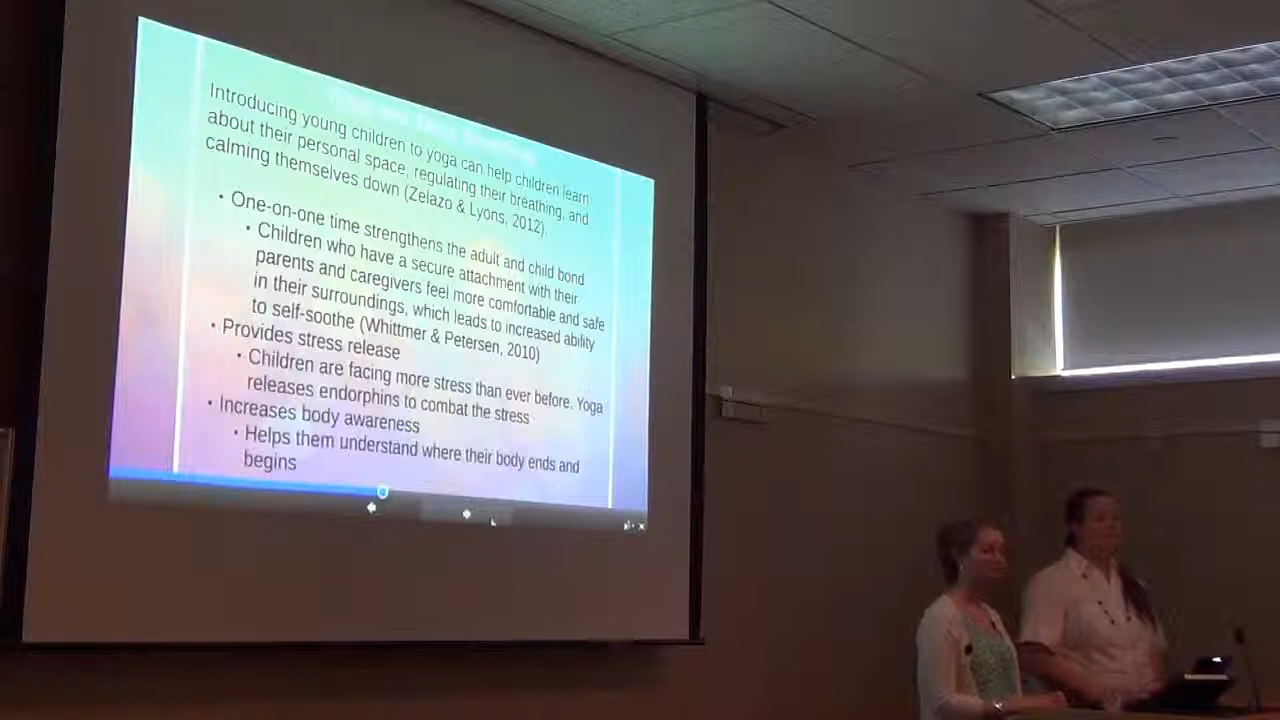 Introducing young children to yoga can help children learn
about their personal space, regulating their breathing, and
calming themselves down (Zelazo & Lyons, 2012).
• One-on-one time strengthens the adult and child bond
• Children who have a secure attachment with their
parents and caregivers feel more comfortable and safe
in their surroundings, which leads to increased ability
to self-soothe (Whittmer & Petersen, 2010)
• Provides stress release
• Children are facing more stress than ever before. Yoga
releases endorphins to combat the stress
• Increases body awareness
• Helps them understand where their body ends and
begins